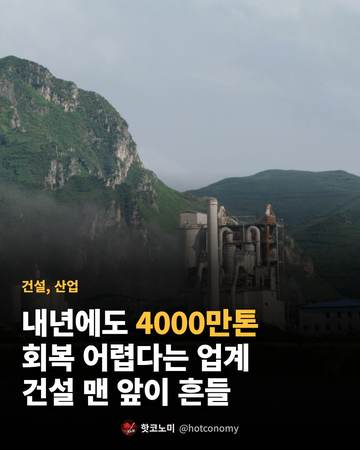 건설, 산업
내년에도 4000만톤
회복 어렵다는 업계
건설 맨 앞이 흔들
핫코노미 @hotconomy